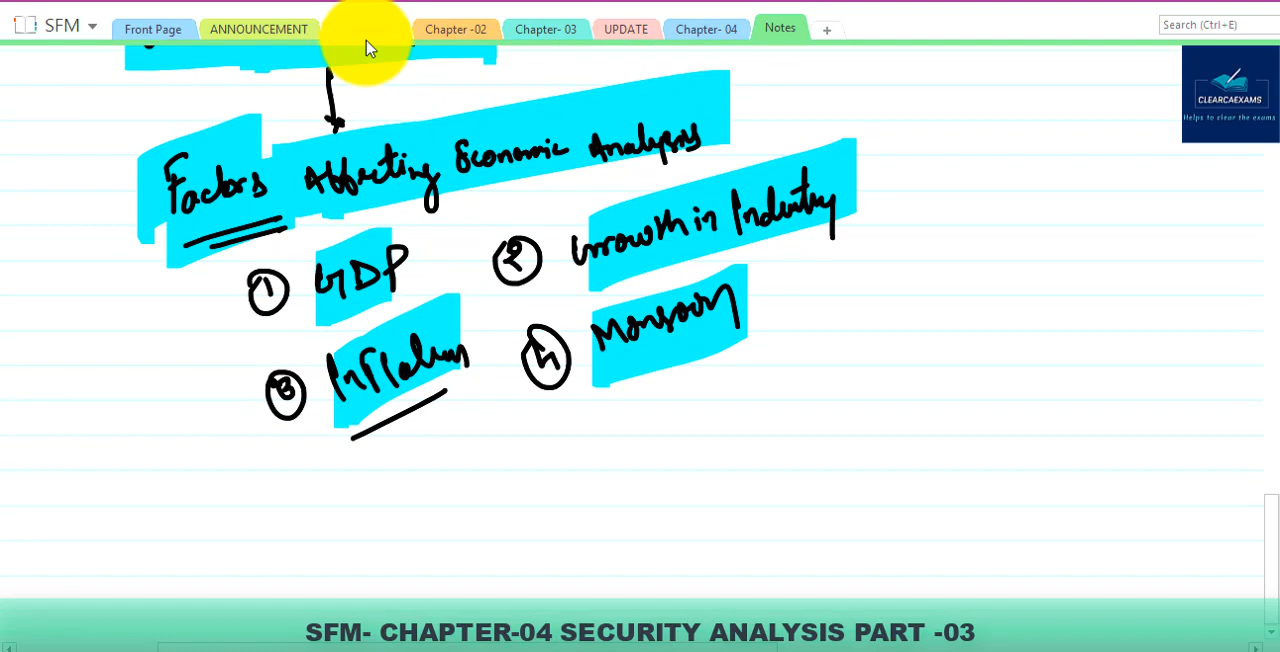 SFM
Front Page
ANNOUNCEMENT
Chapter -02
Chapter- 03
UPDATE
Chapter- 04
Notes
Search (Ctrl+E)
CLEARCAEXAMS
Helps to clear the exams
Factors Affecting Economic Analysis
① GDP ② Growth in Industry
③ Inflation ④ Monsoon
SFM- CHAPTER-04 SECURITY ANALYSIS PART -03